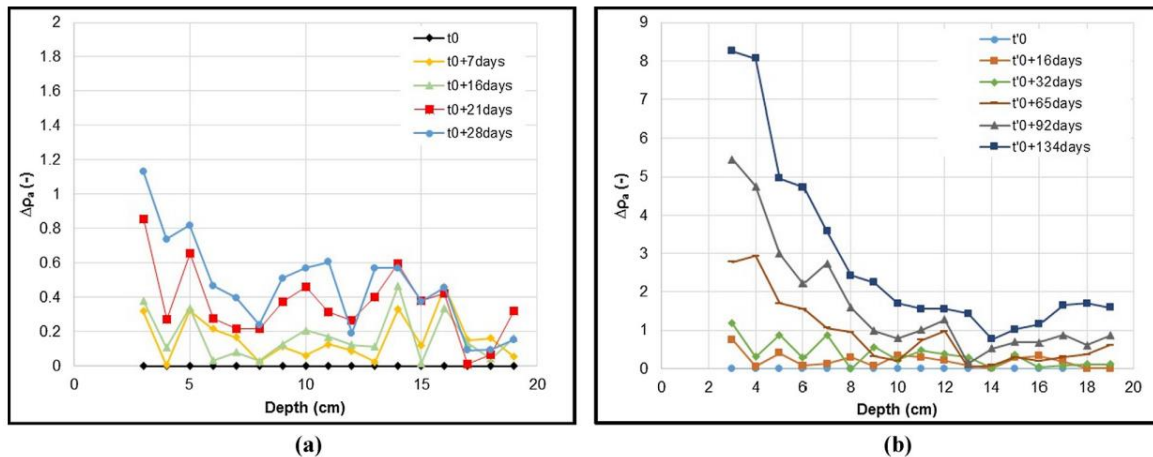 2
1.8
1.6
1.4
1.2
1
0.8
0.6
0.4
0.2
0
0 5 10 15 20
Δρₐ (-)
Depth (cm)
t0
t0+7days
t0+16days
t0+21days
t0+28days
(a)
9
8
7
6
5
4
3
2
1
0
0 2 4 6 8 10 12 14 16 18 20
Δρₐ (-)
Depth (cm)
t'0
t'0+16days
t'0+32days
t'0+65days
t'0+92days
t'0+134days
(b)